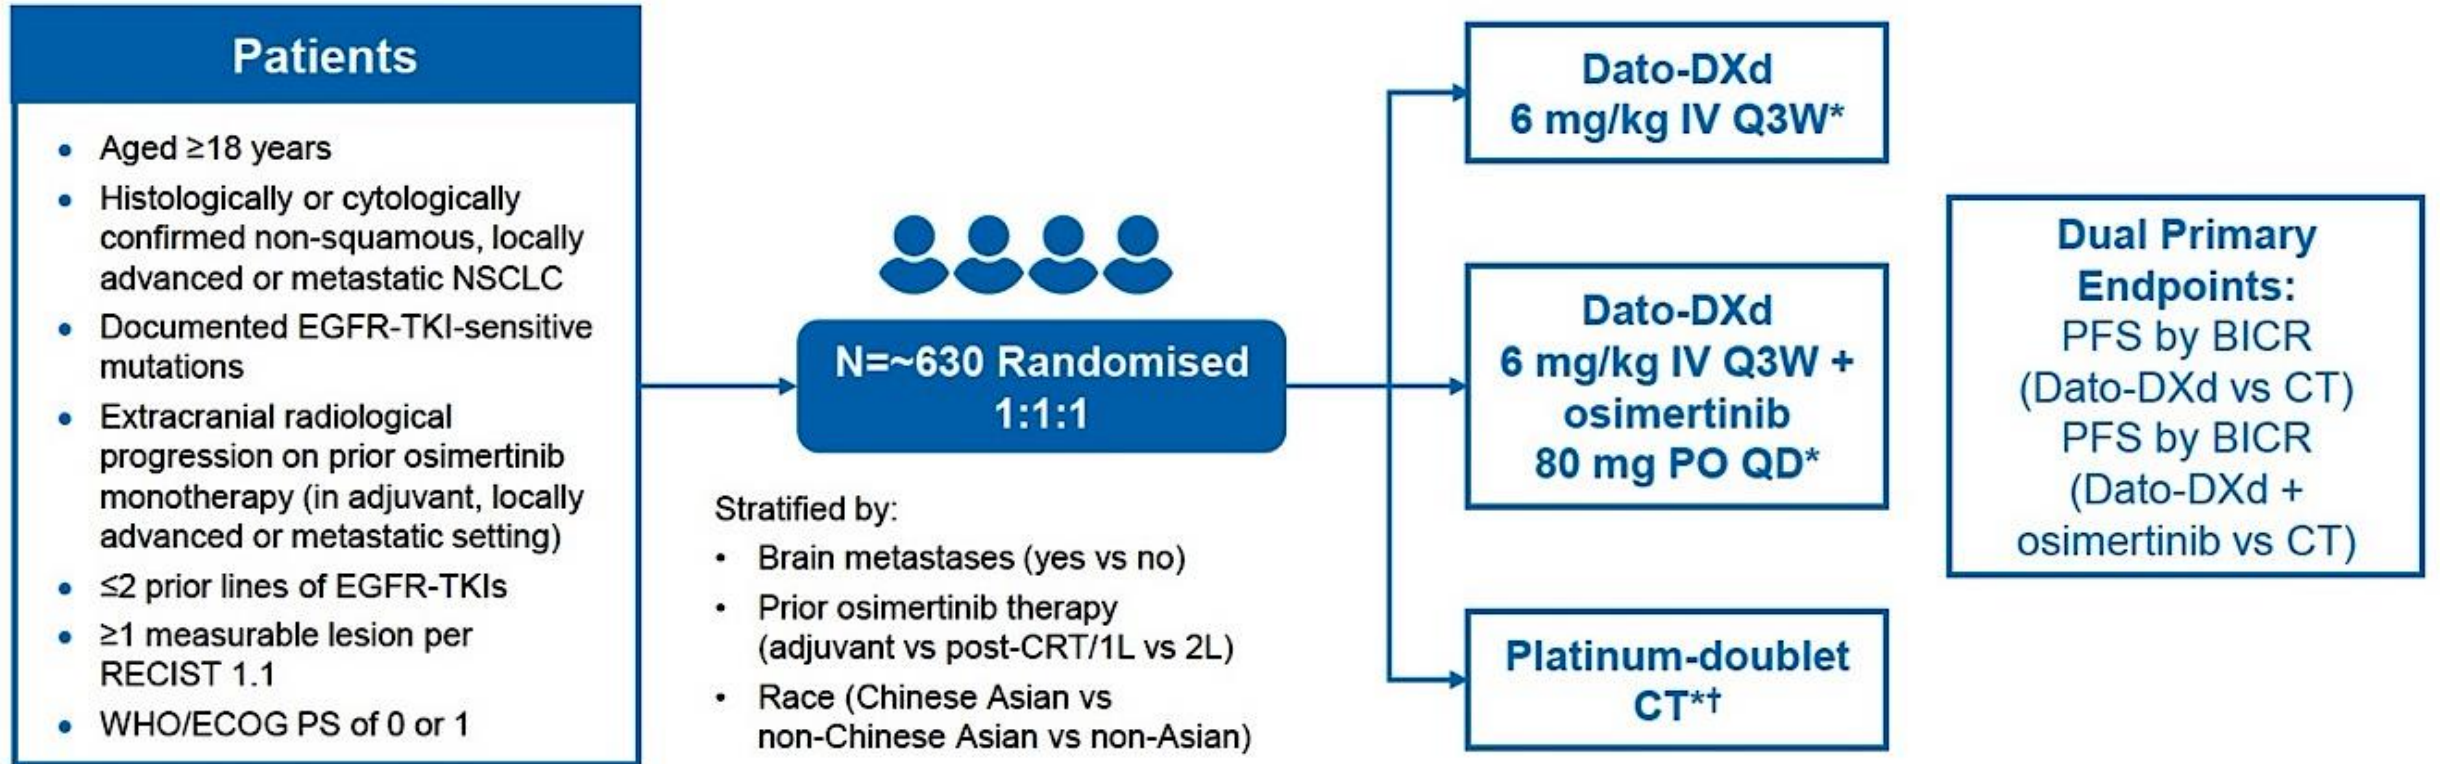 Patients
• Aged ≥18 years
• Histologically or cytologically
confirmed non-squamous, locally
advanced or metastatic NSCLC
• Documented EGFR-TKI-sensitive
mutations
• Extracranial radiological
progression on prior osimertinib
monotherapy (in adjuvant, locally
advanced or metastatic setting)
• ≤2 prior lines of EGFR-TKIs
• ≥1 measurable lesion per
RECIST 1.1
• WHO/ECOG PS of 0 or 1
N=~630 Randomised
1:1:1
Stratified by:
• Brain metastases (yes vs no)
• Prior osimertinib therapy
(adjuvant vs post-CRT/1L vs 2L)
• Race (Chinese Asian vs
non-Chinese Asian vs non-Asian)
Dato-DXd
6 mg/kg IV Q3W*
Dato-DXd
6 mg/kg IV Q3W +
osimertinib
80 mg PO QD*
Platinum-doublet
CT*†
Dual Primary
Endpoints:
PFS by BICR
(Dato-DXd vs CT)
PFS by BICR
(Dato-DXd +
osimertinib vs CT)